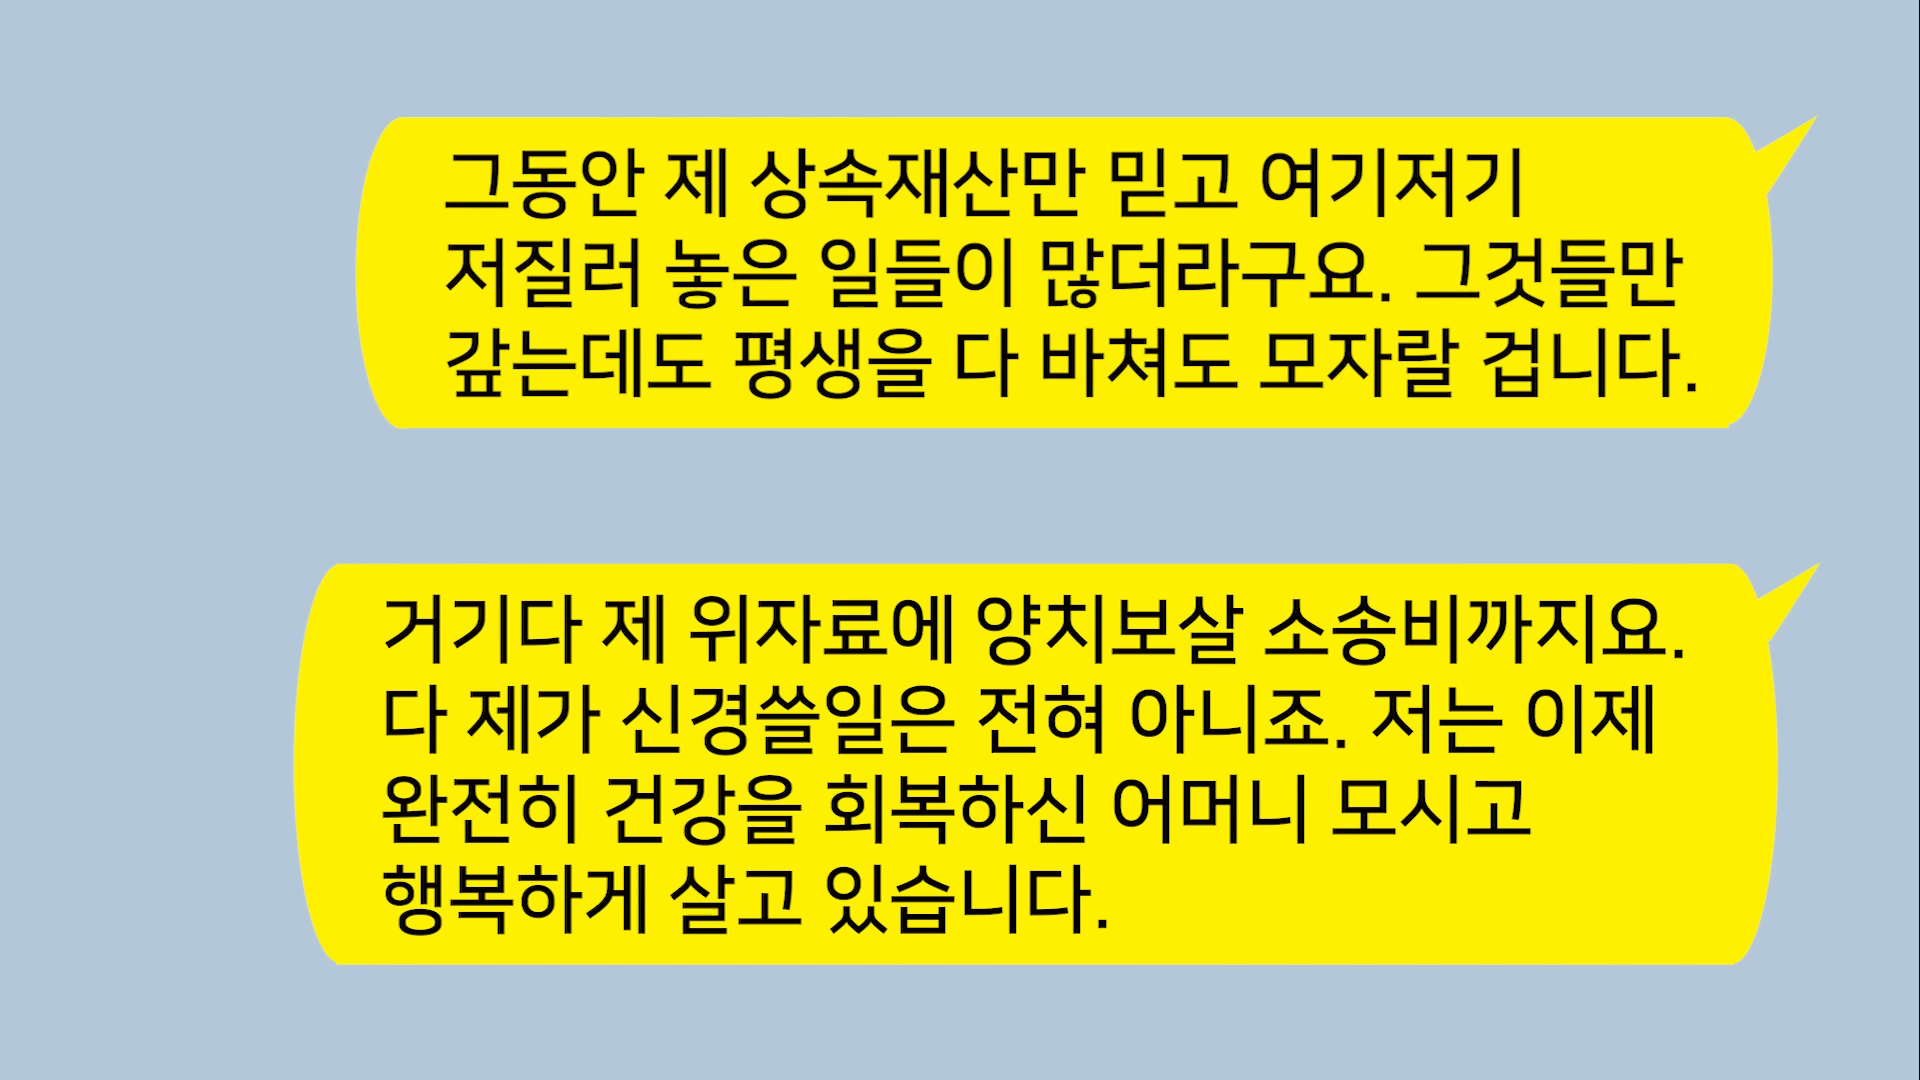 그동안 제 상속재산만 믿고 여기저기
저질러 놓은 일들이 많더라구요. 그것들만
갚는데도 평생을 다 바쳐도 모자랄 겁니다.
거기다 제 위자료에 양치보살 소송비까지요.
다 제가 신경쓸일은 전혀 아니죠. 저는 이제
완전히 건강을 회복하신 어머니 모시고
행복하게 살고 있습니다.